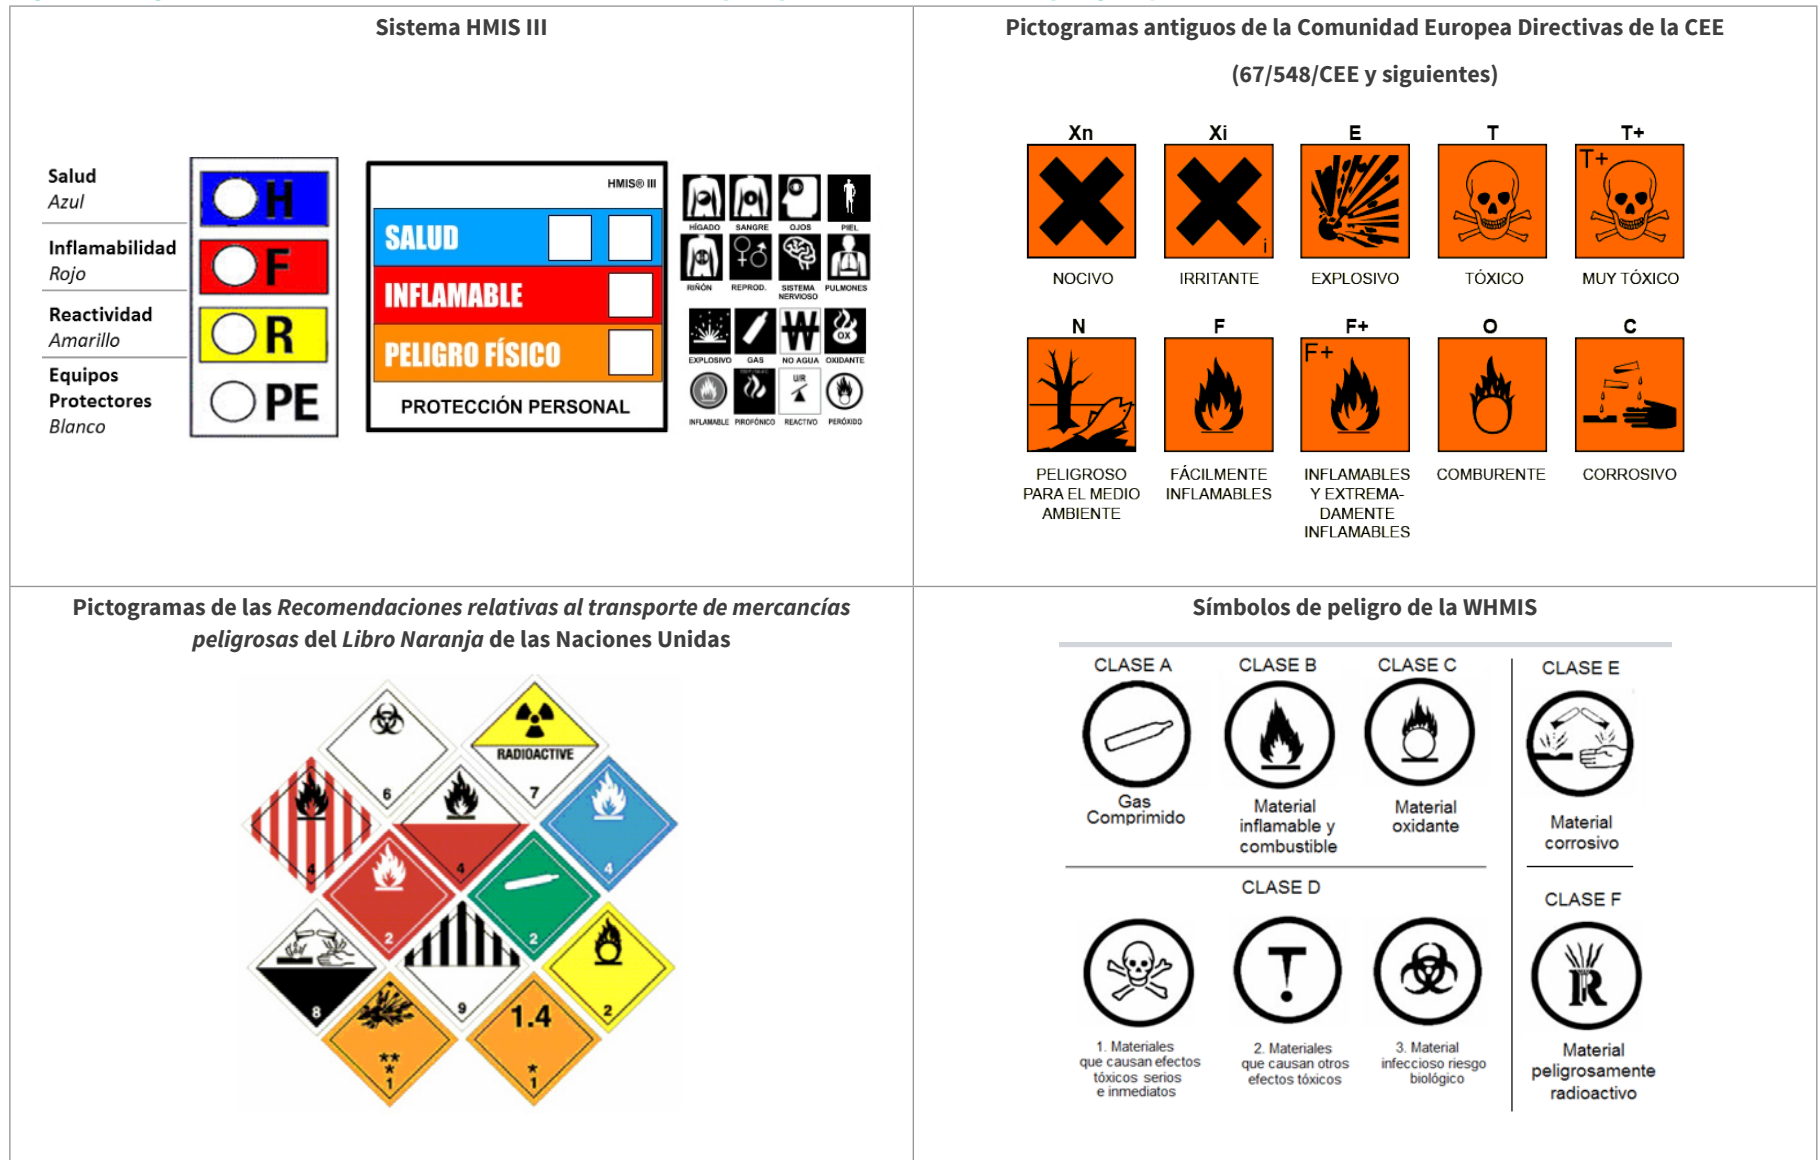 Sistema HMIS III
Salud
Azul
Inflamabilidad
Rojo
Reactividad
Amarillo
Equipos
Protectores
Blanco
H
F
R
PE
HMIS® III
SALUD
INFLAMABLE
PELIGRO FÍSICO
PROTECCIÓN PERSONAL
HÍGADO SANGRE OJOS PIEL
RIÑÓN REPROD. SISTEMA NERVIOSO PULMONES
OX
EXPLOSIVO GAS NO AGUA OXIDANTE
INFLAMABLE PIROFÓNICO REACTIVO PERÓXIDO
Pictogramas antiguos de la Comunidad Europea Directivas de la CEE
(67/548/CEE y siguientes)
Xn Xi E T T+
i
T+
NOCIVO IRRITANTE EXPLOSIVO TÓXICO MUY TÓXICO
N F F+ O C
F+
PELIGROSO
PARA EL MEDIO
AMBIENTE
FÁCILMENTE
INFLAMABLES
INFLAMABLES
Y EXTREMA-
DAMENTE
INFLAMABLES
COMBURENTE
CORROSIVO
Pictogramas de las Recomendaciones relativas al transporte de mercancías
peligrosas del Libro Naranja de las Naciones Unidas
6
RADIOACTIVE
7
4
4
4
2
2
8
9
2
**
*
1
1.4
*
1
Símbolos de peligro de la WHMIS
CLASE A
Gas
Comprimido
CLASE B
Material
inflamable y
combustible
CLASE C
Material
oxidante
CLASE E
Material
corrosivo
CLASE D
1. Materiales
que causan efectos
tóxicos serios
e inmediatos
2. Materiales
que causan otros
efectos tóxicos
3. Material
infeccioso riesgo
biológico
CLASE F
R
Material
peligrosamente
radioactivo